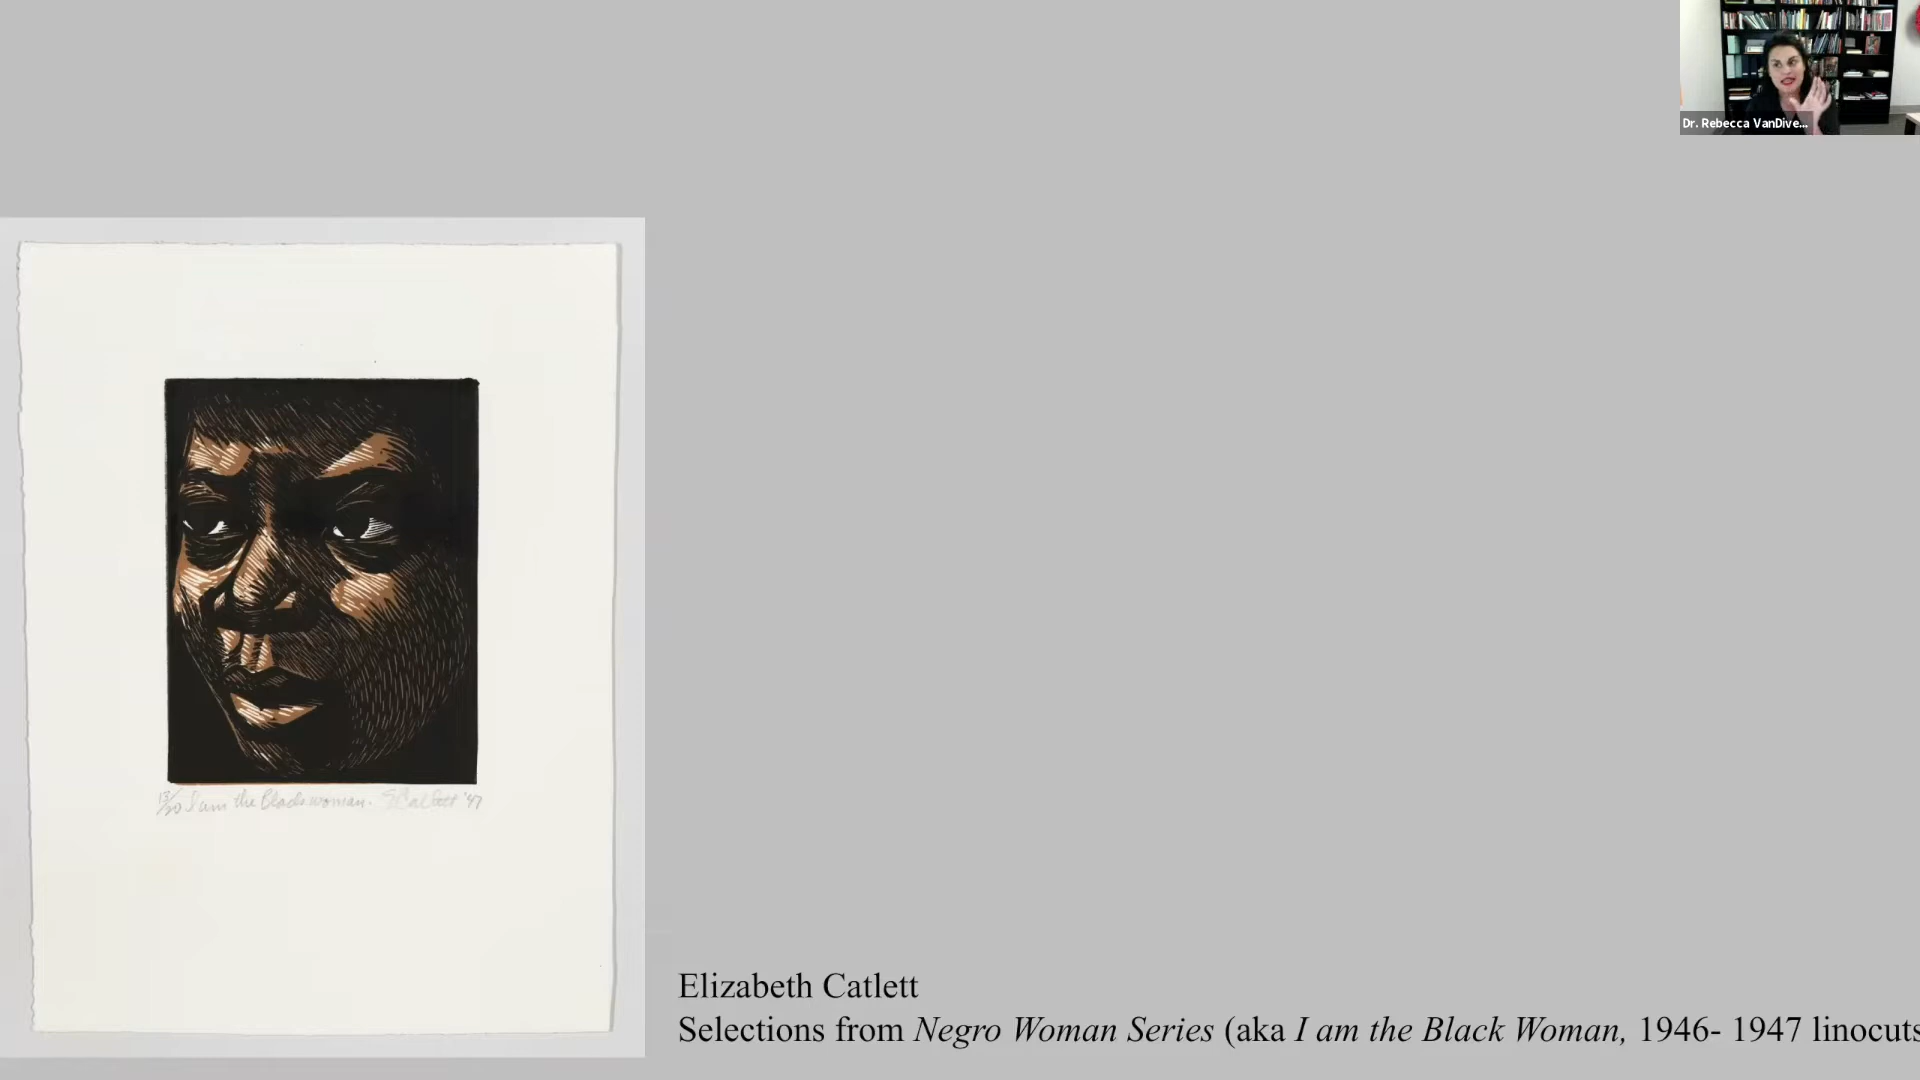 Dr. Rebecca VanDive...
13/20 I am the Black woman. ECatlett '47
Elizabeth Catlett
Selections from Negro Woman Series (aka I am the Black Woman, 1946- 1947 linocuts